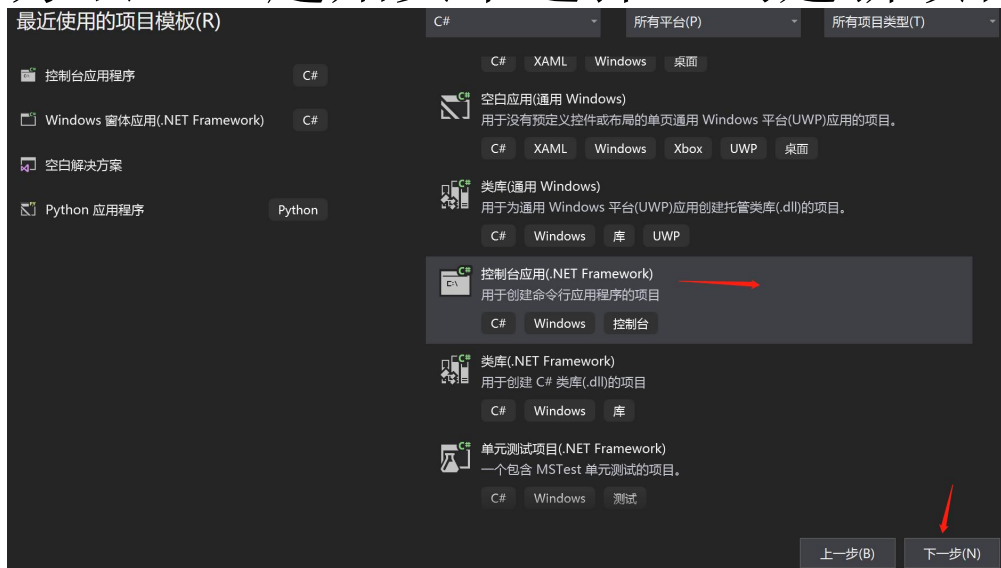 最近使用的项目模板(R)
控制台应用程序 C#
Windows 窗体应用(.NET Framework) C#
空白解决方案
Python 应用程序 Python
C# 所有平台(P) 所有项目类型(T)
C# XAML Windows 桌面
空白应用(通用 Windows)
用于没有预定义控件或布局的单页通用 Windows 平台(UWP)应用的项目。
C# XAML Windows Xbox UWP 桌面
类库(通用 Windows)
用于为通用 Windows 平台(UWP)应用创建托管类库(.dll)的项目。
C# Windows 库 UWP
控制台应用(.NET Framework)
用于创建命令行应用程序的项目
C# Windows 控制台
类库(.NET Framework)
用于创建 C# 类库(.dll)的项目
C# Windows 库
单元测试项目(.NET Framework)
一个包含 MSTest 单元测试的项目。
C# Windows 测试
上一步(B) 下一步(N)